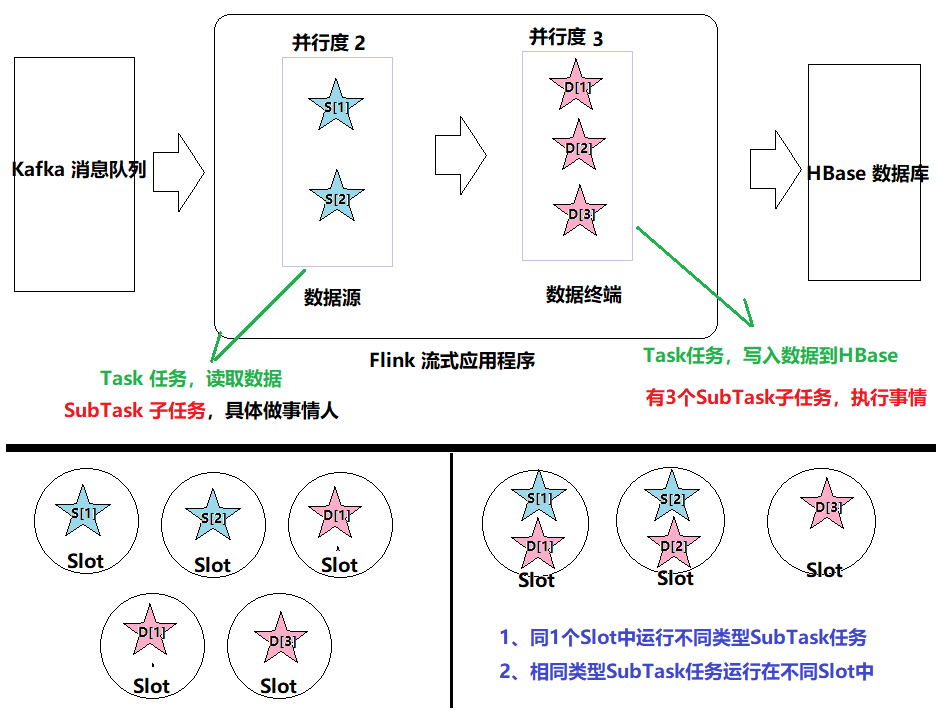 并行度 2
并行度 3
S[1]
D[1]
D[2]
S[2]
D[3]
Kafka 消息队列
HBase 数据库
数据源
数据终端
Flink 流式应用程序
Task 任务，读取数据
SubTask 子任务，具体做事情人
Task任务，写入数据到HBase
有3个SubTask子任务，执行事情
S[1]
Slot
S[2]
Slot
D[1]
Slot
D[1]
Slot
D[3]
Slot
S[1]
D[1]
Slot
S[2]
D[2]
Slot
D[3]
Slot
1、同1个Slot中运行不同类型SubTask任务
2、相同类型SubTask任务运行在不同Slot中